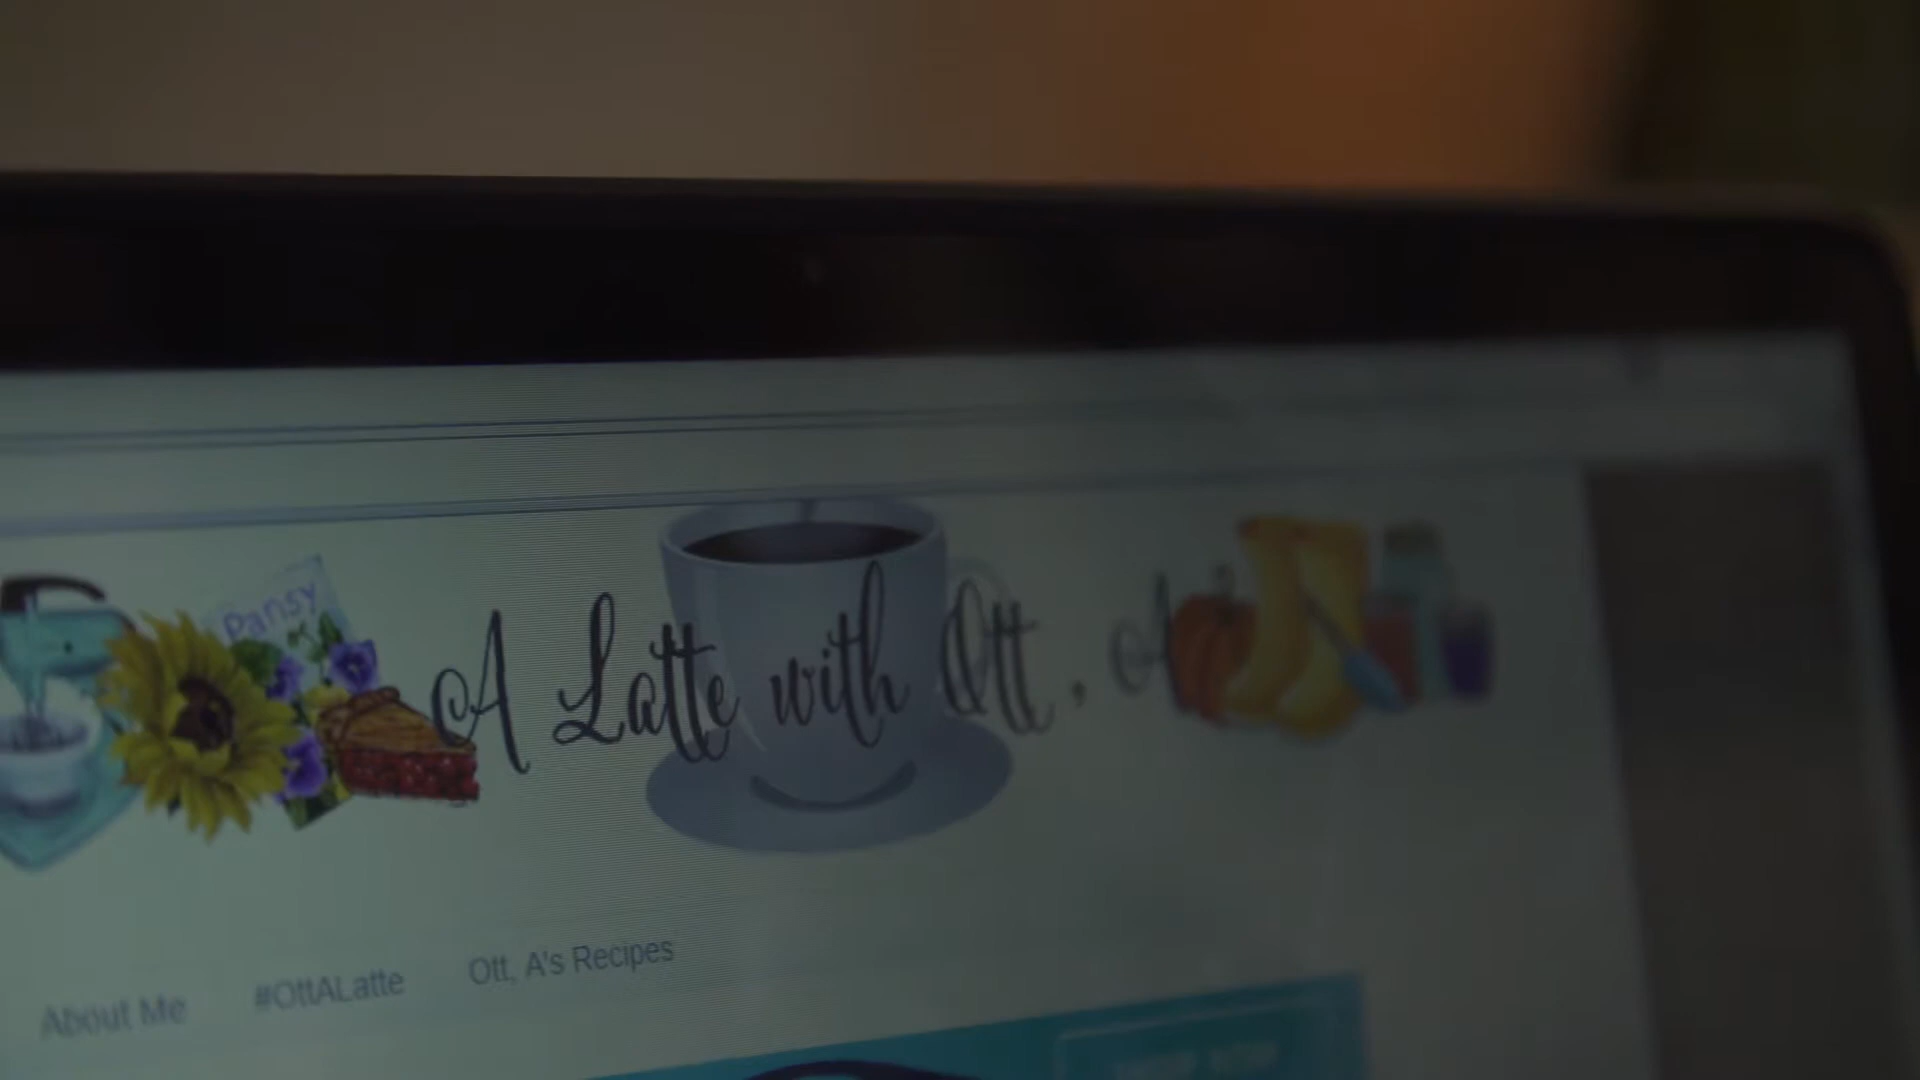 Pansy
A Latte with Ott, A
About Me
#OttALatte
Ott, A's Recipes